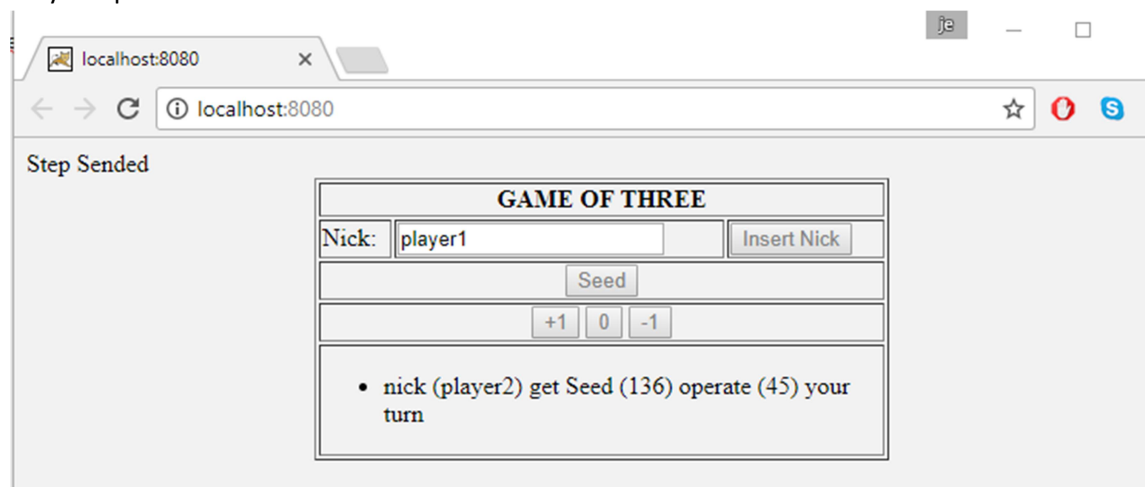 je
localhost:8080
localhost:8080
Step Sended
GAME OF THREE
Nick: player1 Insert Nick
Seed
+1 0 -1
nick (player2) get Seed (136) operate (45) your
turn